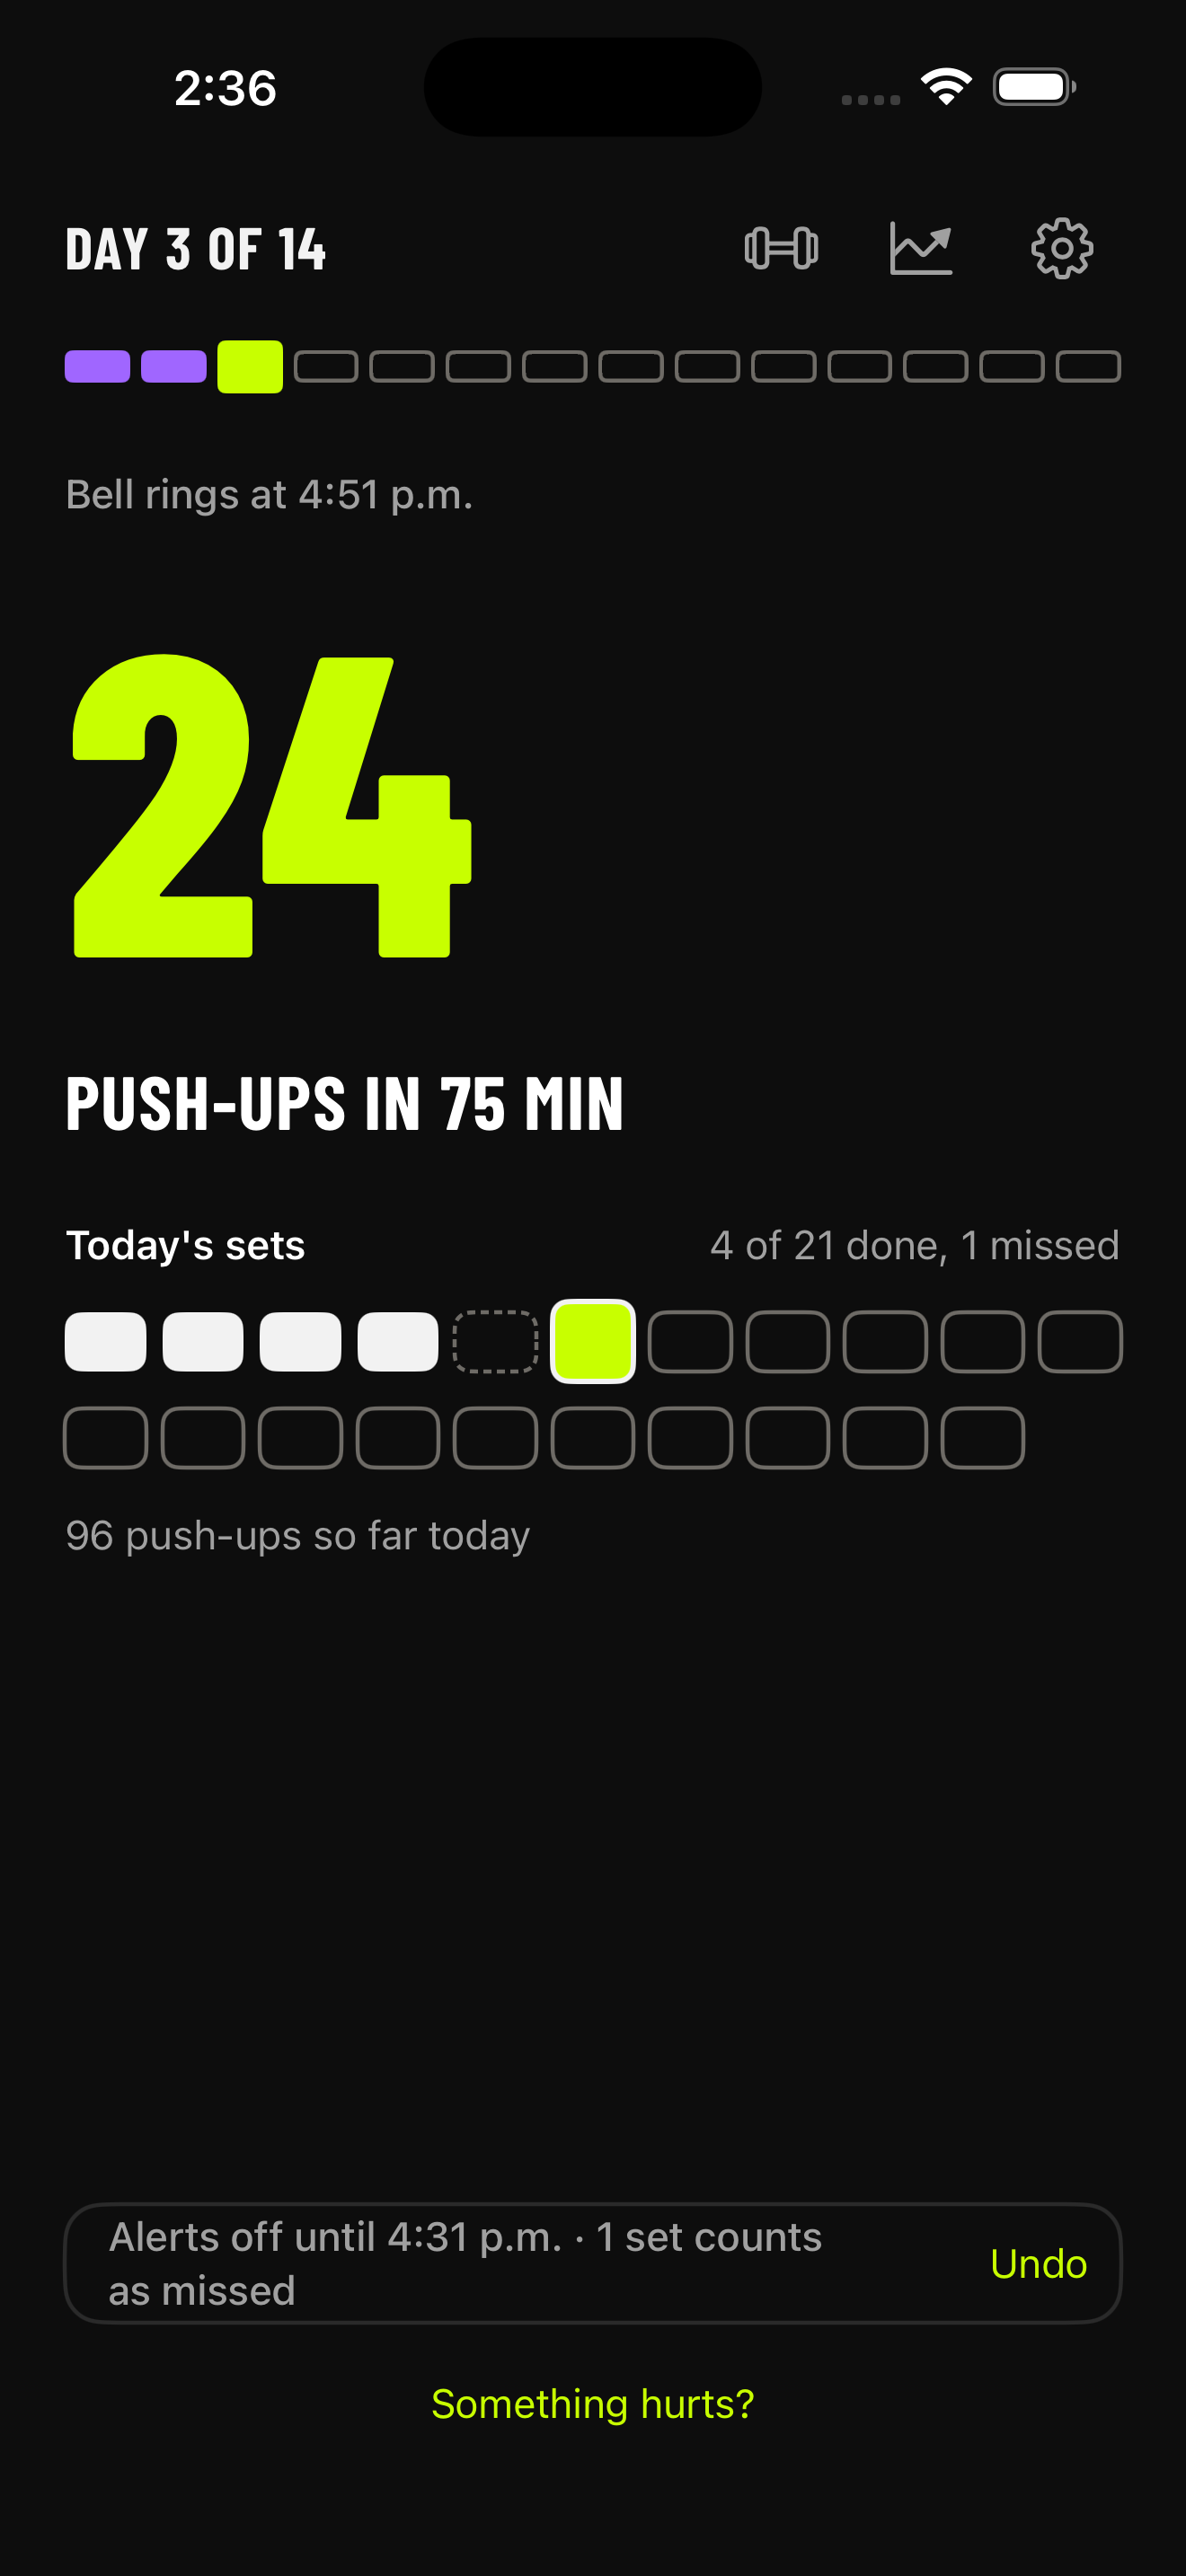 2:36
DAY 3 OF 14
Bell rings at 4:51 p.m.
24
PUSH-UPS IN 75 MIN
Today's sets
4 of 21 done, 1 missed
96 push-ups so far today
Alerts off until 4:31 p.m. · 1 set counts
as missed
Undo
Something hurts?